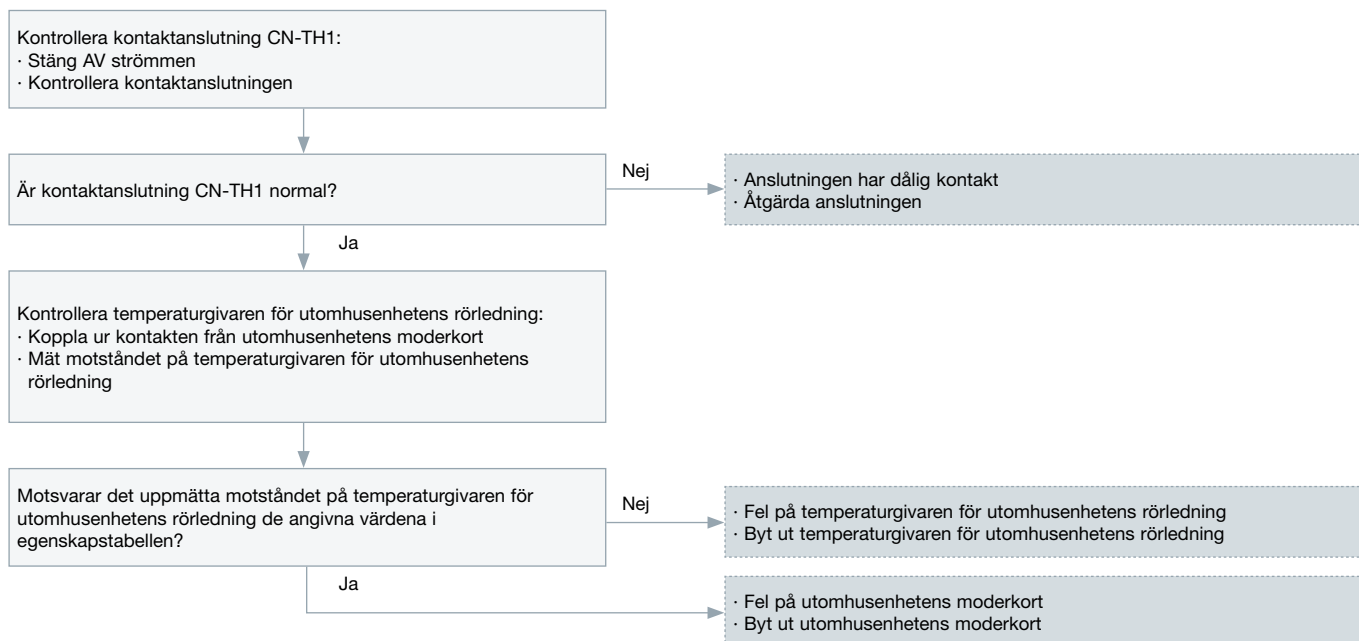 Kontrollera kontaktanslutning CN-TH1:
· Stäng AV strömmen
· Kontrollera kontaktanslutningen
Är kontaktanslutning CN-TH1 normal?
Nej
· Anslutningen har dålig kontakt
· Åtgärda anslutningen
Ja
Kontrollera temperaturgivaren för utomhusenhetens rörledning:
· Koppla ur kontakten från utomhusenhetens moderkort
· Mät motståndet på temperaturgivaren för utomhusenhetens
rörledning
Motsvarar det uppmätta motståndet på temperaturgivaren för
utomhusenhetens rörledning de angivna värdena i
egenskapstabellen?
Nej
· Fel på temperaturgivaren för utomhusenhetens rörledning
· Byt ut temperaturgivaren för utomhusenhetens rörledning
Ja
· Fel på utomhusenhetens moderkort
· Byt ut utomhusenhetens moderkort